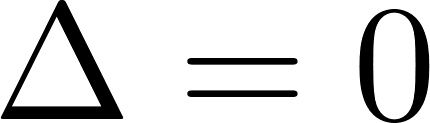 Δ = 0